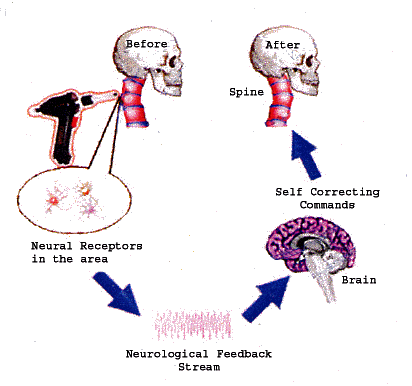 Before
After
Spine
Neural Receptors
in the area
Neurological Feedback
Stream
Brain
Self Correcting
Commands